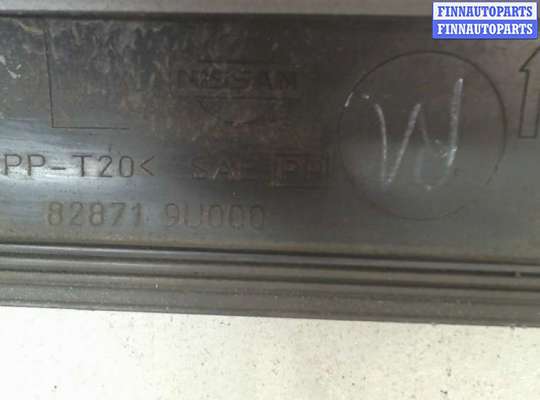 FINNAUTOPARTS
FINNAUTOPARTS
NISSAN
W
PP-T20<
82871 9U000